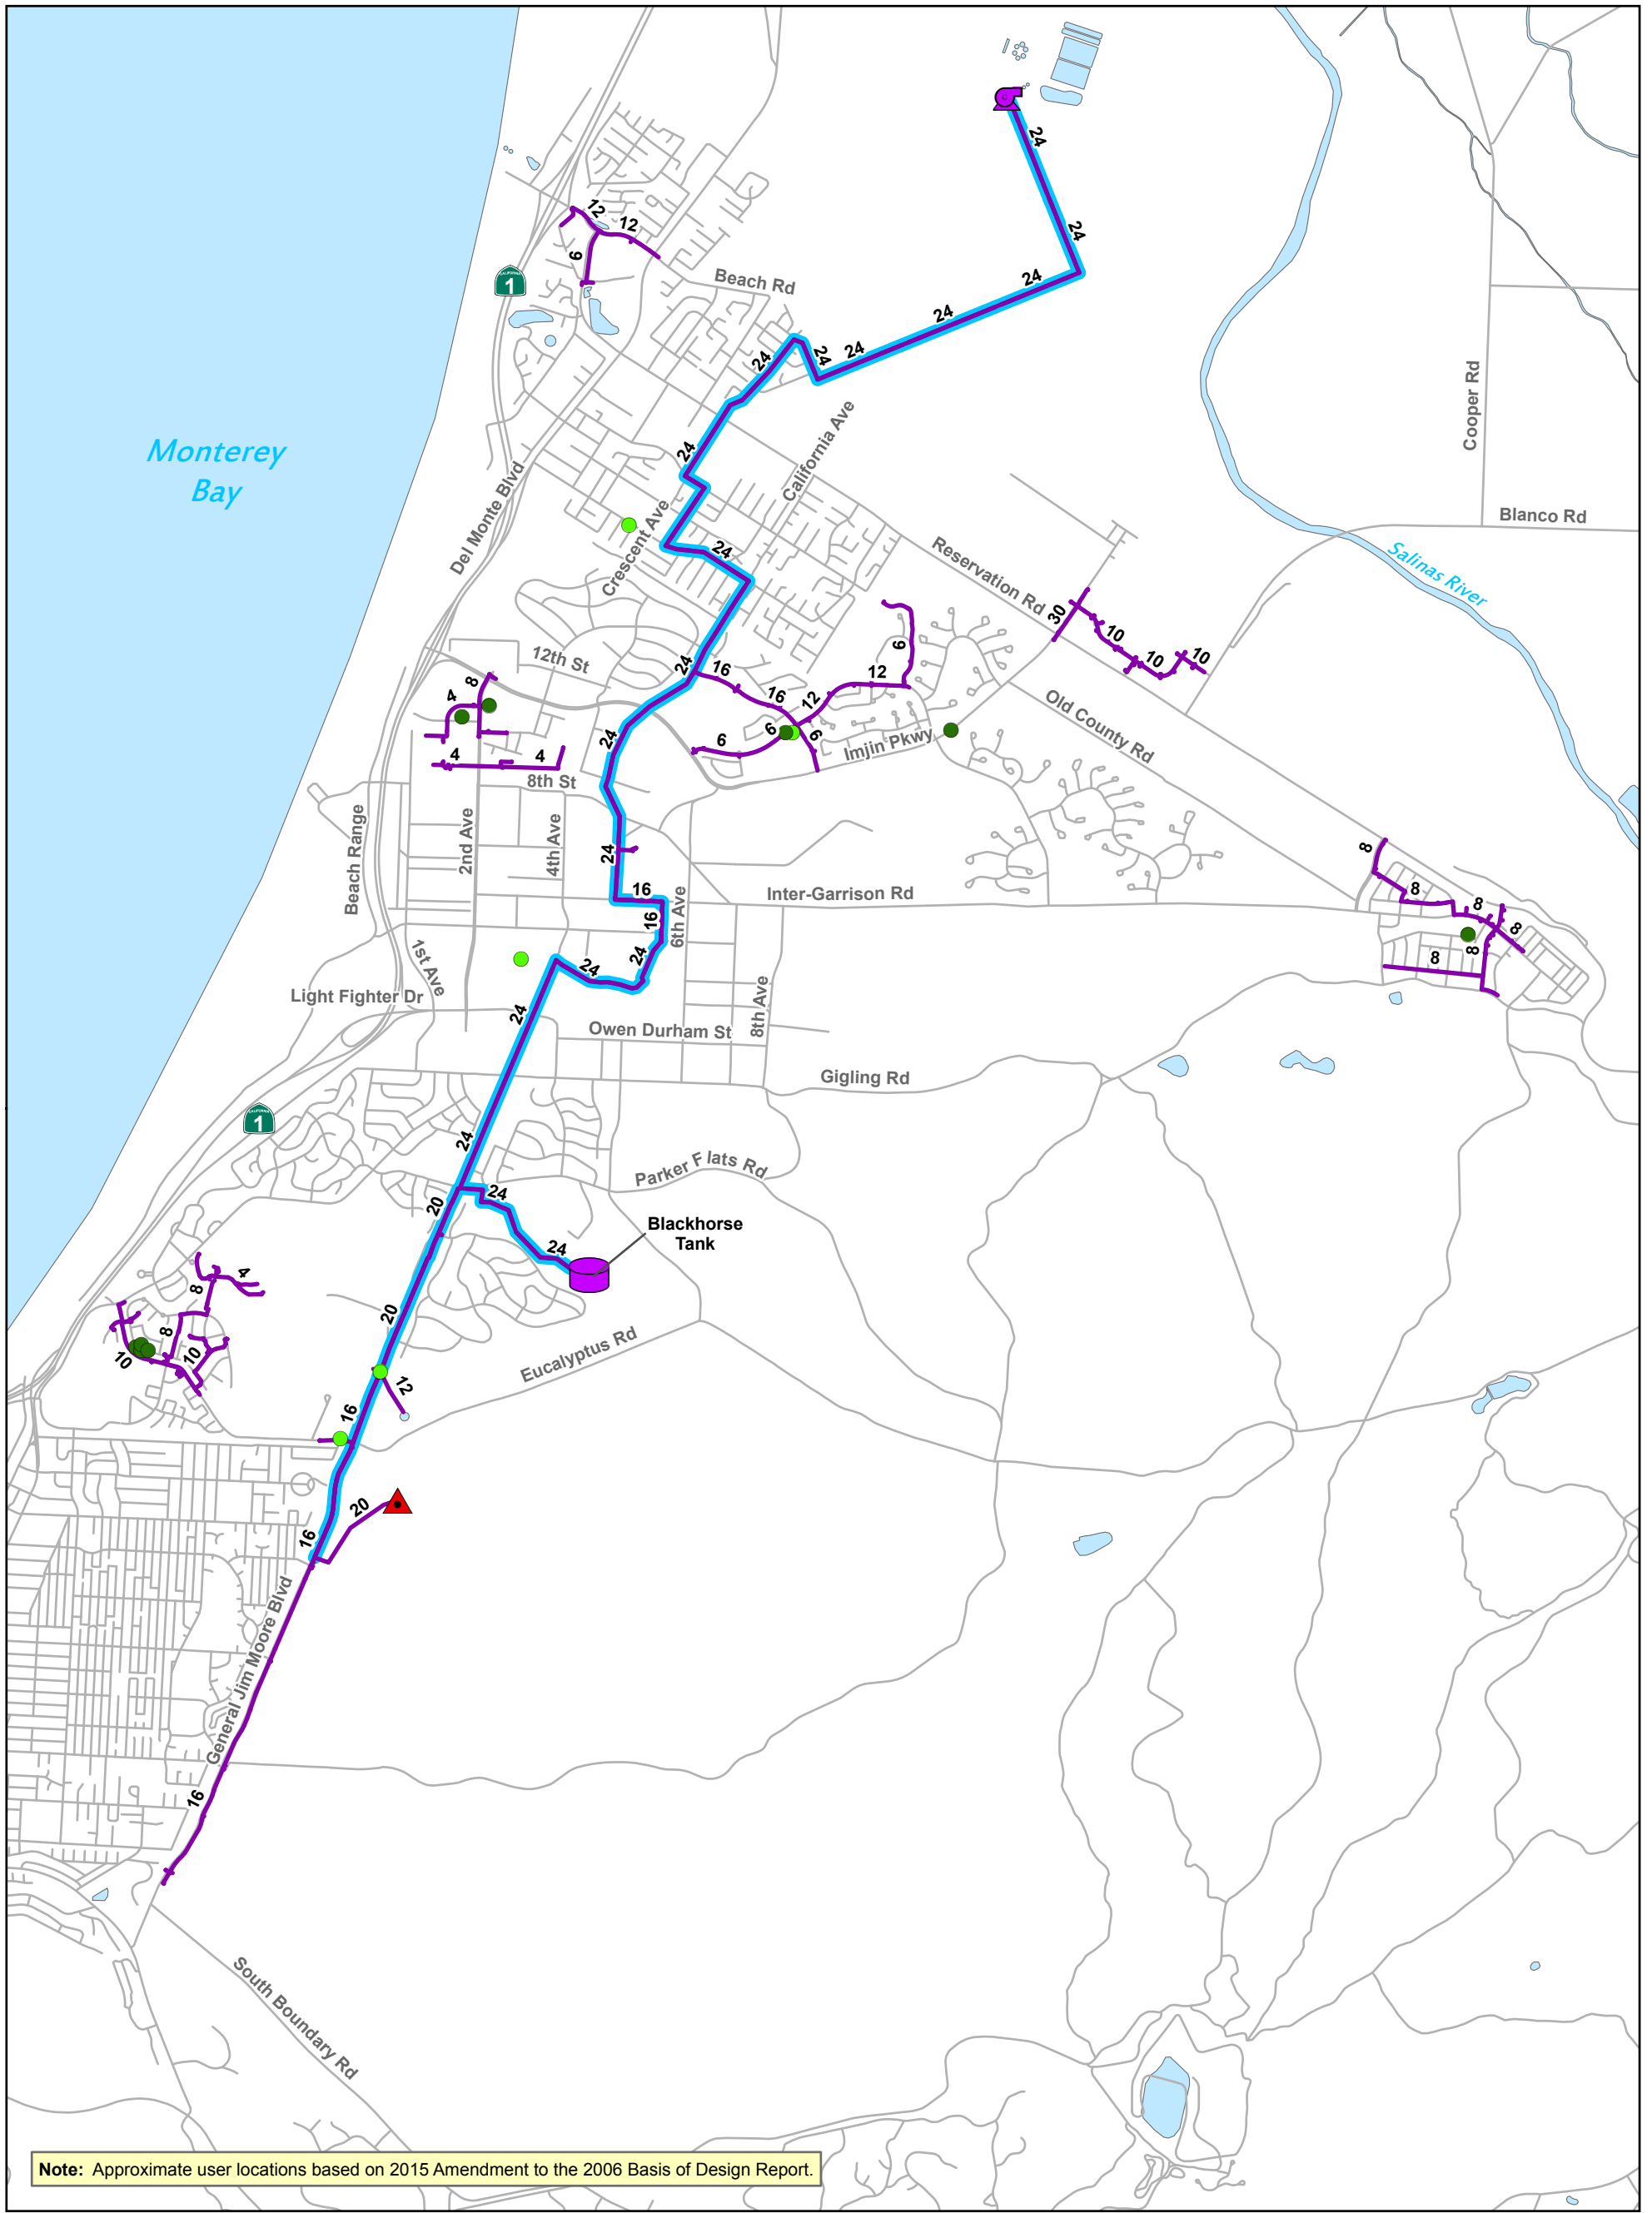 24
24
12
12
6
CALIFORNIA
1
Beach Rd
24
24
24
24
24
Monterey
Bay
Del Monte Blvd
24
California Ave
Cooper Rd
Crescent Ave
24
Reservation Rd
Blanco Rd
Salinas River
30
10
10
10
12th St
24
16
16
12
12
6
6
6
6
Imjin Pkwy
Old County Rd
8
4
4
4
8th St
24
Beach Range
2nd Ave
4th Ave
24
16
16
6th Ave
Inter-Garrison Rd
8
8
8
8
8
8
1st Ave
24
24
Light Fighter Dr
24
8th Ave
Owen Durham St
Gigling Rd
CALIFORNIA
1
24
Parker Flats Rd
20
24
Blackhorse
Tank
24
4
8
8
10
10
20
Eucalyptus Rd
12
16
20
16
General Jim Moore Blvd
16
South Boundary Rd
Note: Approximate user locations based on 2015 Amendment to the 2006 Basis of Design Report.